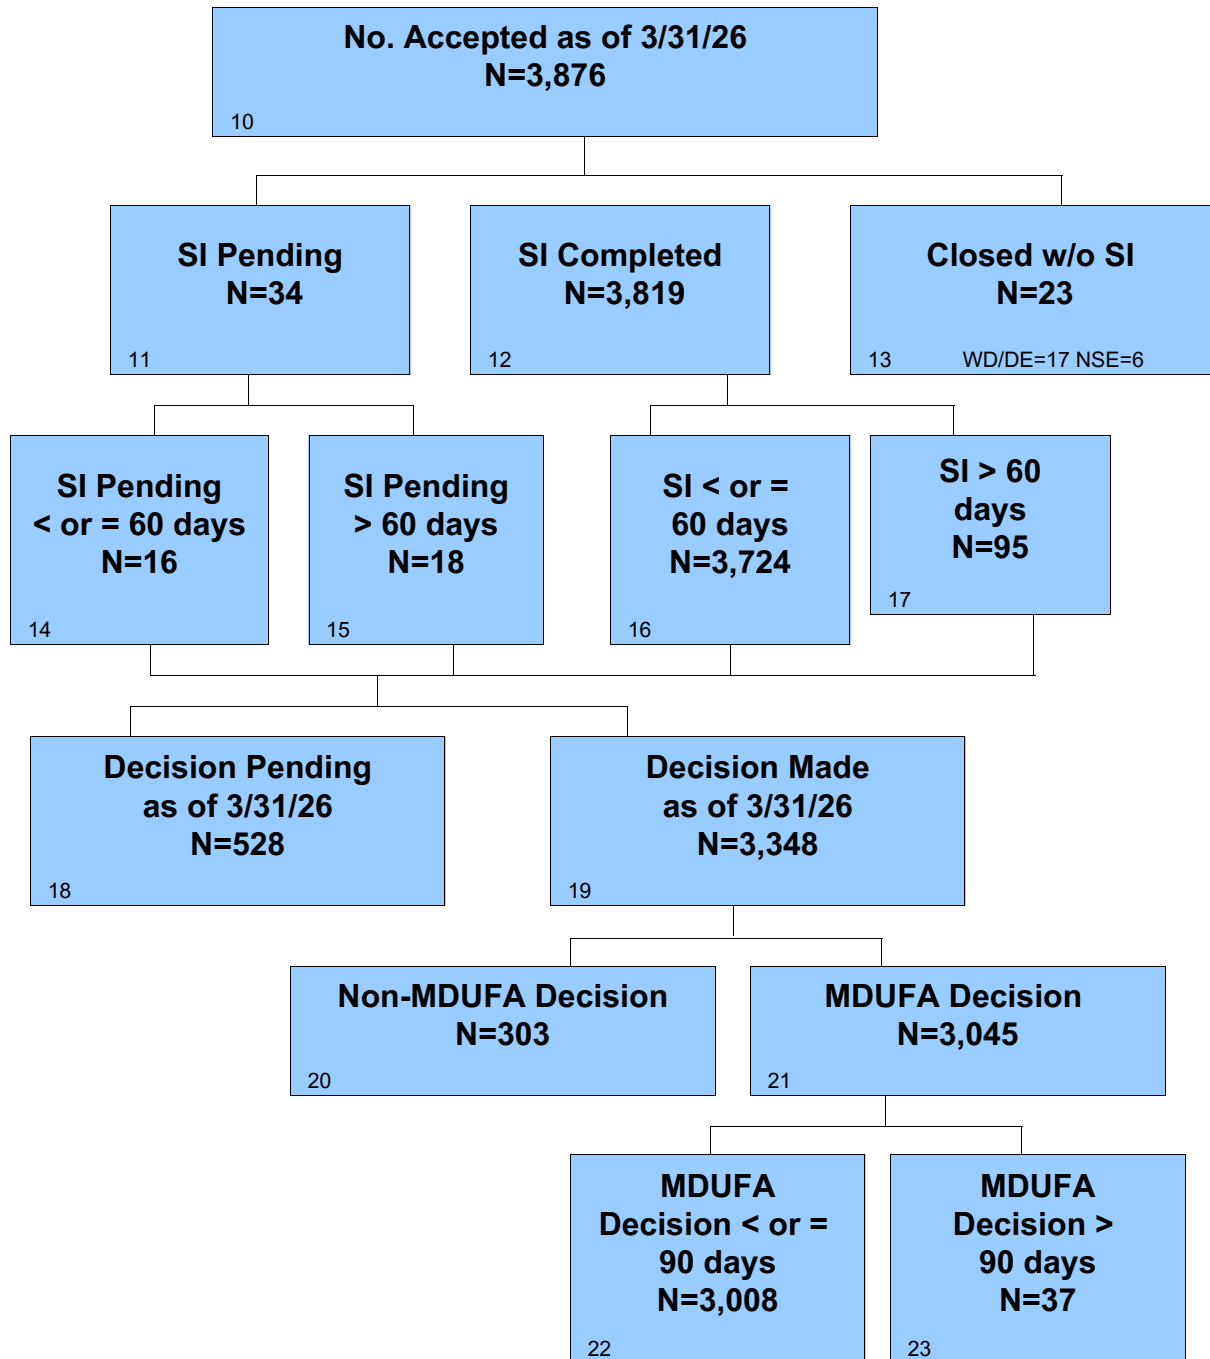 No. Accepted as of 3/31/26
N=3,876
10
SI Pending
N=34
11
SI Completed
N=3,819
12
Closed w/o SI
N=23
13 WD/DE=17 NSE=6
SI Pending
< or = 60 days
N=16
14
SI Pending
> 60 days
N=18
15
SI < or =
60 days
N=3,724
16
SI > 60
days
N=95
17
Decision Pending
as of 3/31/26
N=528
18
Decision Made
as of 3/31/26
N=3,348
19
Non-MDUFA Decision
N=303
20
MDUFA Decision
N=3,045
21
MDUFA
Decision < or =
90 days
N=3,008
22
MDUFA
Decision >
90 days
N=37
23